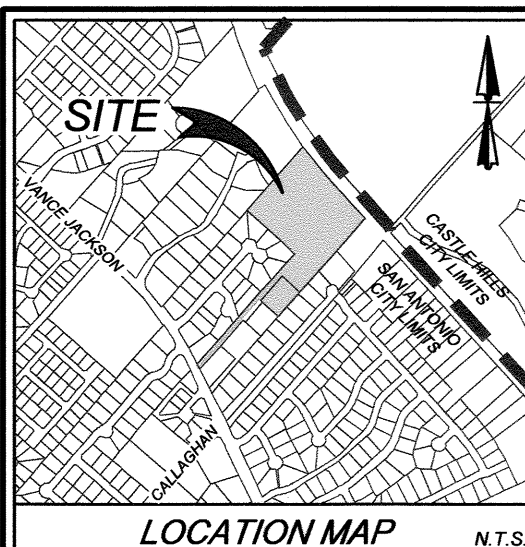 SITE
VANCE JACKSON
CASTLE HILLS
CITY LIMITS
SAN ANTONIO
CITY LIMITS
CALLAGHAN
LOCATION MAP
N.T.S.